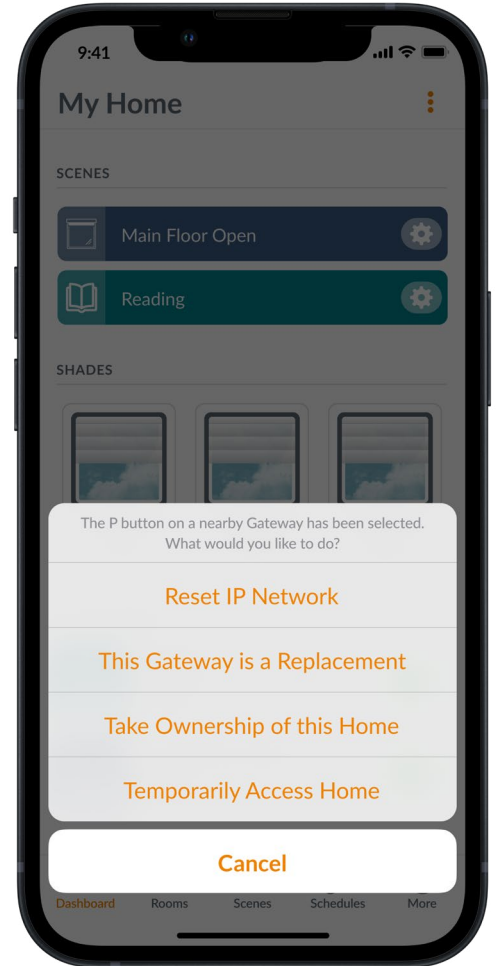 9:41
My Home
SCENES
Main Floor Open
Reading
SHADES
The P button on a nearby Gateway has been selected.
What would you like to do?
Reset IP Network
This Gateway is a Replacement
Take Ownership of this Home
Temporarily Access Home
Cancel
Dashboard Rooms Scenes Schedules More